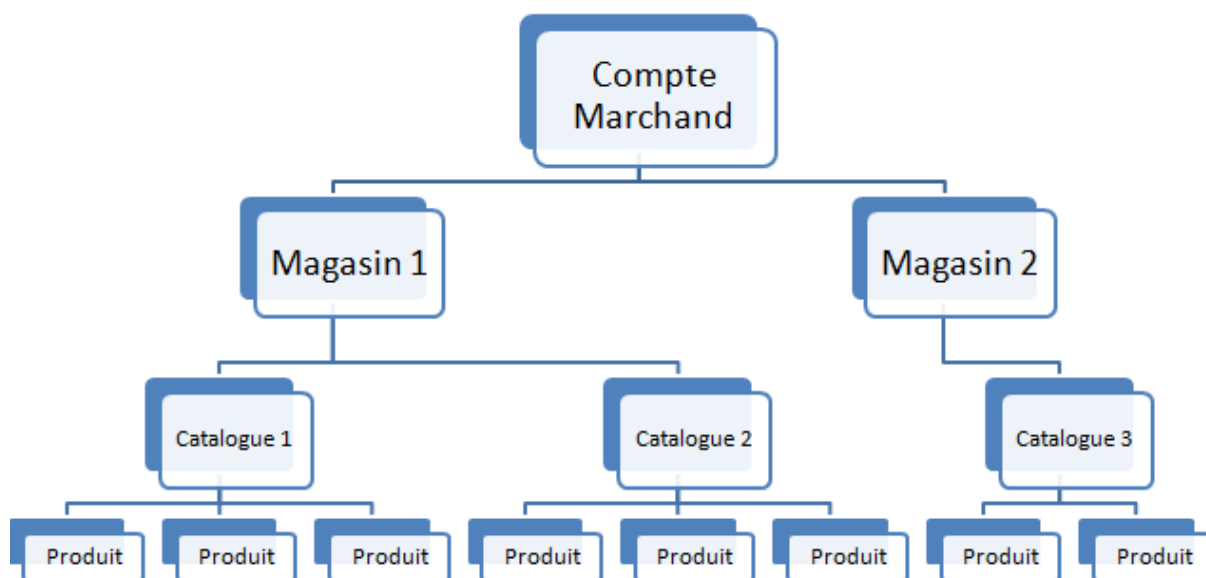 Compte
Marchand
Magasin 1
Magasin 2
Catalogue 1
Catalogue 2
Catalogue 3
Produit
Produit
Produit
Produit
Produit
Produit
Produit
Produit